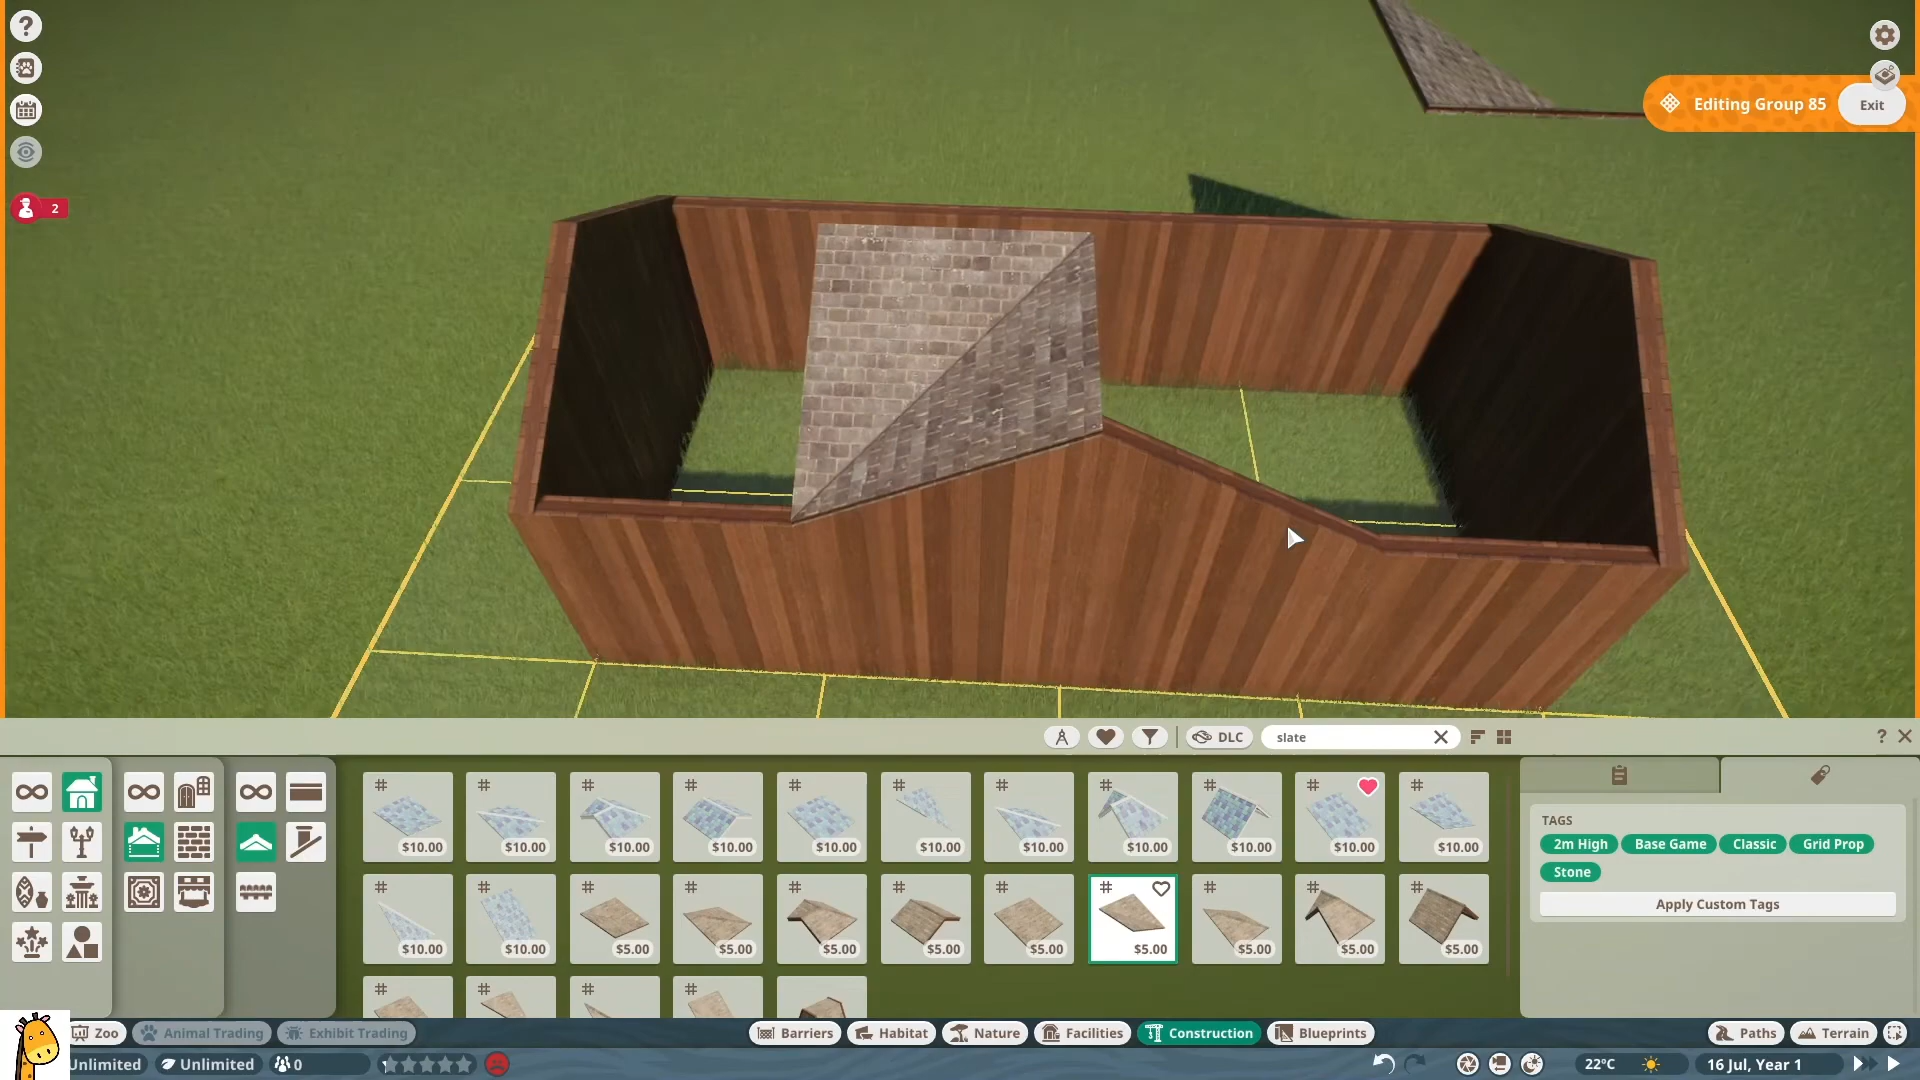 ?
Editing Group 85
Exit
2
DLC
slate
?
$10.00 $10.00 $10.00 $10.00 $10.00 $10.00 $10.00 $10.00 $10.00 $10.00 $10.00
$10.00 $10.00 $5.00 $5.00 $5.00 $5.00 $5.00 $5.00 $5.00 $5.00 $5.00
TAGS
2m High Base Game Classic Grid Prop
Stone
Apply Custom Tags
Zoo Animal Trading Exhibit Trading Barriers Habitat Nature Facilities Construction Blueprints Paths Terrain
Unlimited Unlimited 0 22°C 16 Jul, Year 1